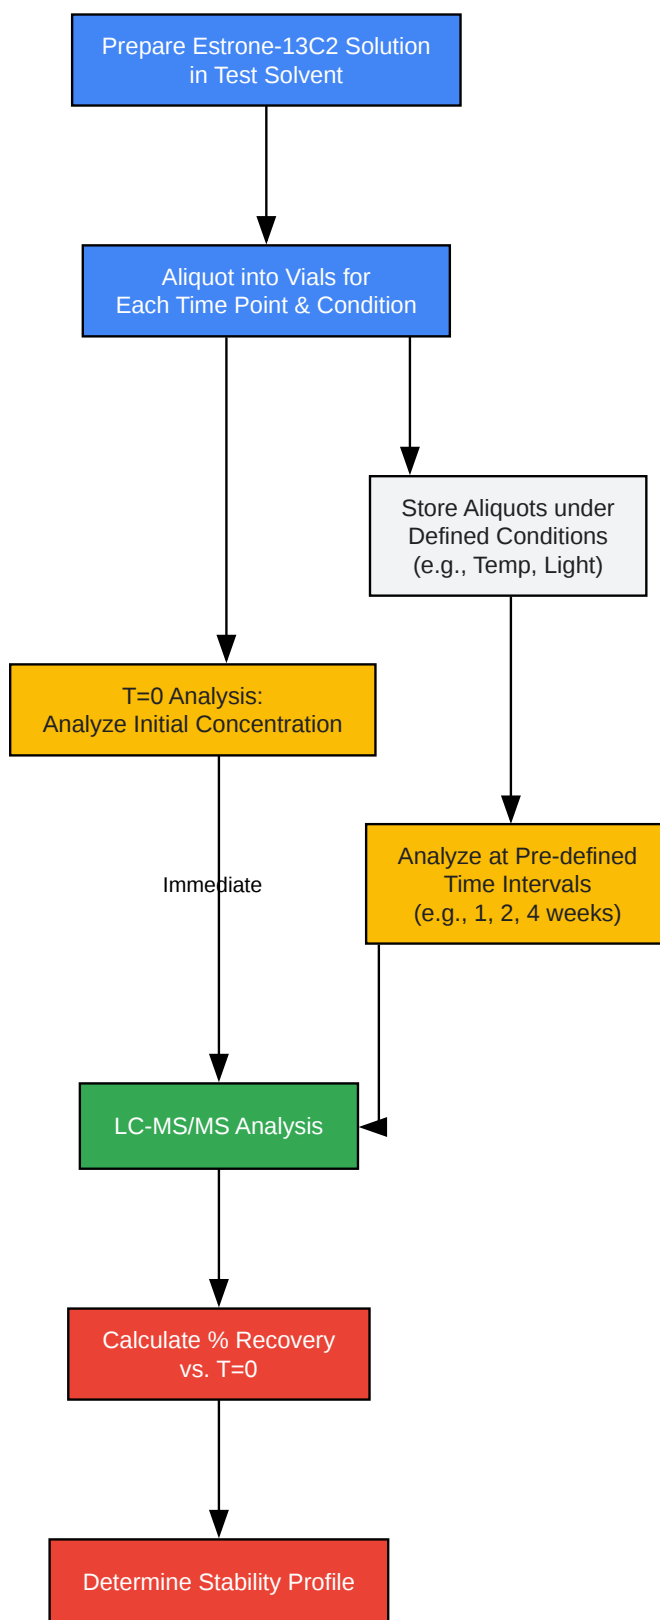 Prepare Estrone-13C2 Solution
in Test Solvent
Aliquot into Vials for
Each Time Point & Condition
Store Aliquots under
Defined Conditions
(e.g., Temp, Light)
T=0 Analysis:
Analyze Initial Concentration
Analyze at Pre-defined
Time Intervals
(e.g., 1, 2, 4 weeks)
Immediate
LC-MS/MS Analysis
Calculate % Recovery
vs. T=0
Determine Stability Profile